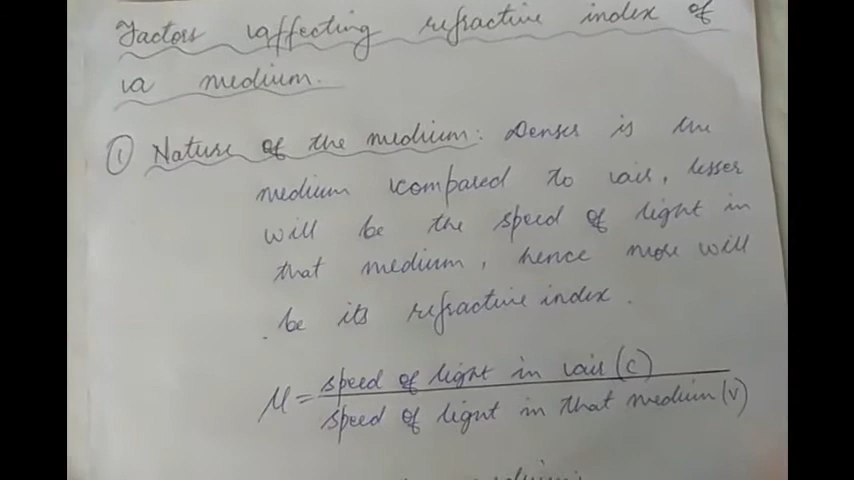 Factors affecting refractive index of
a medium.
① Nature of the medium: Denser is the
medium compared to air, lesser
will be the speed of light in
that medium, hence more will
be its refractive index.
μ = speed of light in air (c)
speed of light in that medium (v)